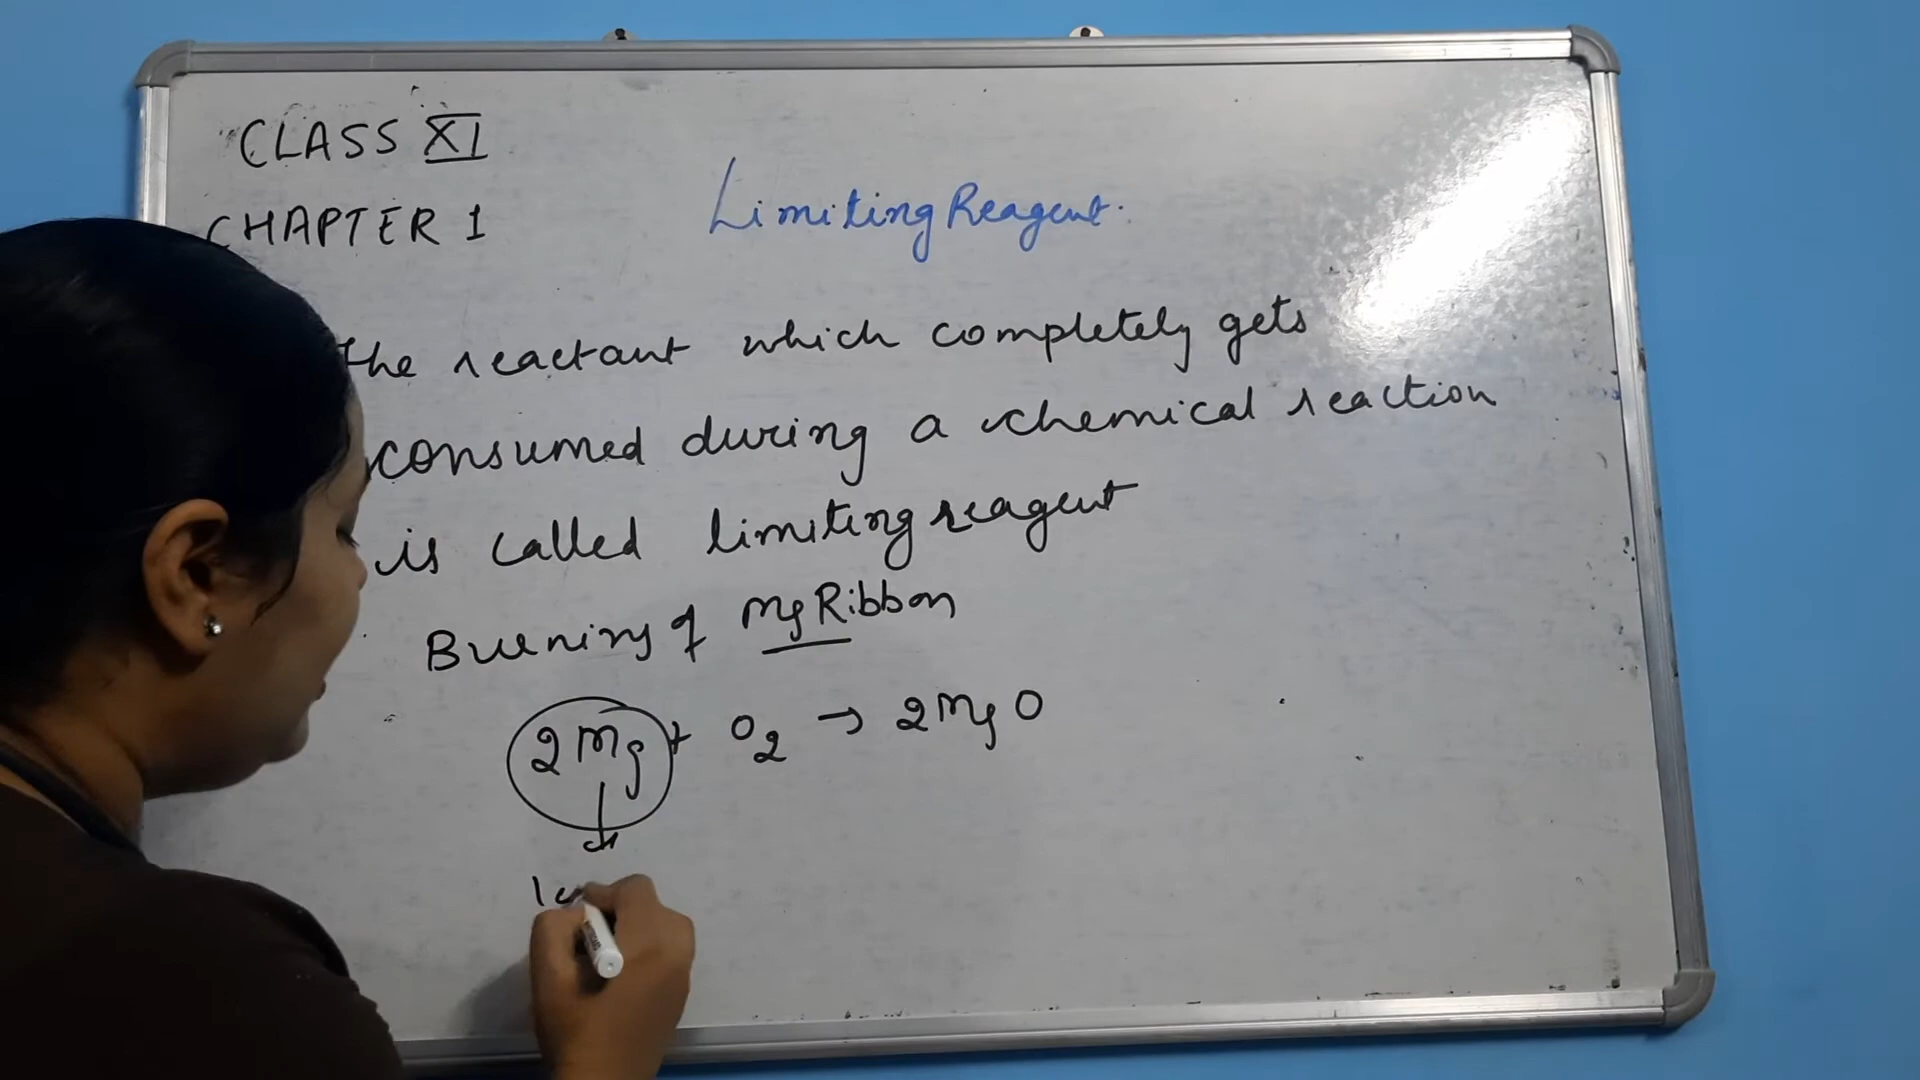 CLASS XI
CHAPTER 1
Limiting Reagent.
The reactant which completely gets
consumed during a chemical reaction
is called limiting reagent
Burning of Mg Ribbon
2Mg + O2 → 2MgO